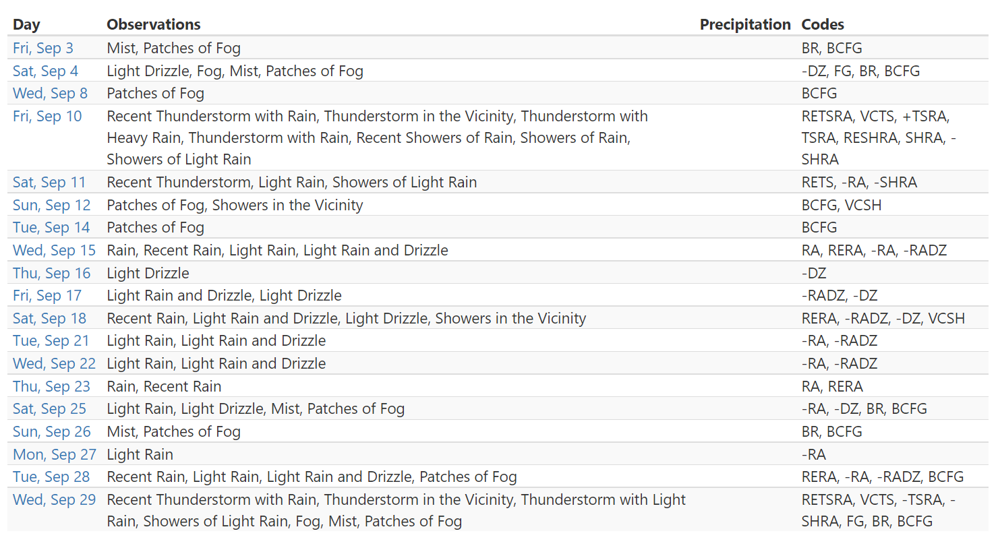 Day Observations Precipitation Codes
Fri, Sep 3 Mist, Patches of Fog BR, BCFG
Sat, Sep 4 Light Drizzle, Fog, Mist, Patches of Fog -DZ, FG, BR, BCFG
Wed, Sep 8 Patches of Fog BCFG
Fri, Sep 10 Recent Thunderstorm with Rain, Thunderstorm in the Vicinity, Thunderstorm with RETSRA, VCTS, +TSRA,
Heavy Rain, Thunderstorm with Rain, Recent Showers of Rain, Showers of Rain, TSRA, RESHRA, SHRA, -
Showers of Light Rain SHRA
Sat, Sep 11 Recent Thunderstorm, Light Rain, Showers of Light Rain RETS, -RA, -SHRA
Sun, Sep 12 Patches of Fog, Showers in the Vicinity BCFG, VCSH
Tue, Sep 14 Patches of Fog BCFG
Wed, Sep 15 Rain, Recent Rain, Light Rain, Light Rain and Drizzle RA, RERA, -RA, -RADZ
Thu, Sep 16 Light Drizzle -DZ
Fri, Sep 17 Light Rain and Drizzle, Light Drizzle -RADZ, -DZ
Sat, Sep 18 Recent Rain, Light Rain and Drizzle, Light Drizzle, Showers in the Vicinity RERA, -RADZ, -DZ, VCSH
Tue, Sep 21 Light Rain, Light Rain and Drizzle -RA, -RADZ
Wed, Sep 22 Light Rain, Light Rain and Drizzle -RA, -RADZ
Thu, Sep 23 Rain, Recent Rain RA, RERA
Sat, Sep 25 Light Rain, Light Drizzle, Mist, Patches of Fog -RA, -DZ, BR, BCFG
Sun, Sep 26 Mist, Patches of Fog BR, BCFG
Mon, Sep 27 Light Rain -RA
Tue, Sep 28 Recent Rain, Light Rain, Light Rain and Drizzle, Patches of Fog RERA, -RA, -RADZ, BCFG
Wed, Sep 29 Recent Thunderstorm with Rain, Thunderstorm in the Vicinity, Thunderstorm with Light RETSRA, VCTS, -TSRA, -
Rain, Showers of Light Rain, Fog, Mist, Patches of Fog SHRA, FG, BR, BCFG